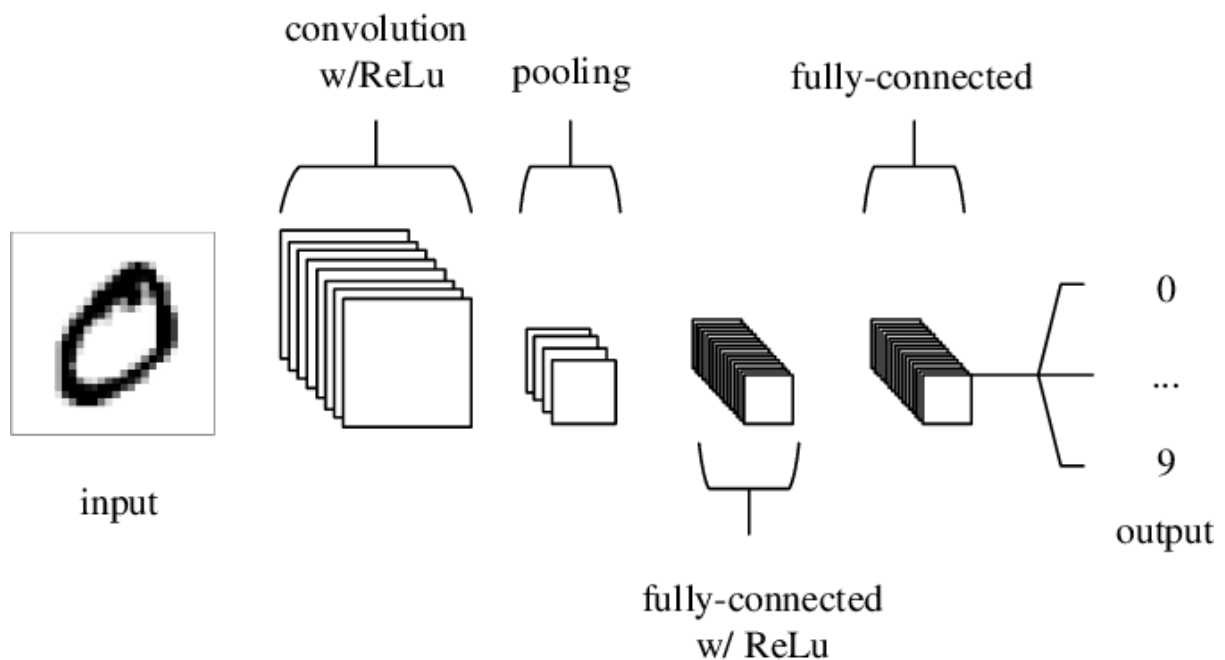 convolution
w/ReLu
pooling
fully-connected
input
0
...
9
output
fully-connected
w/ ReLu